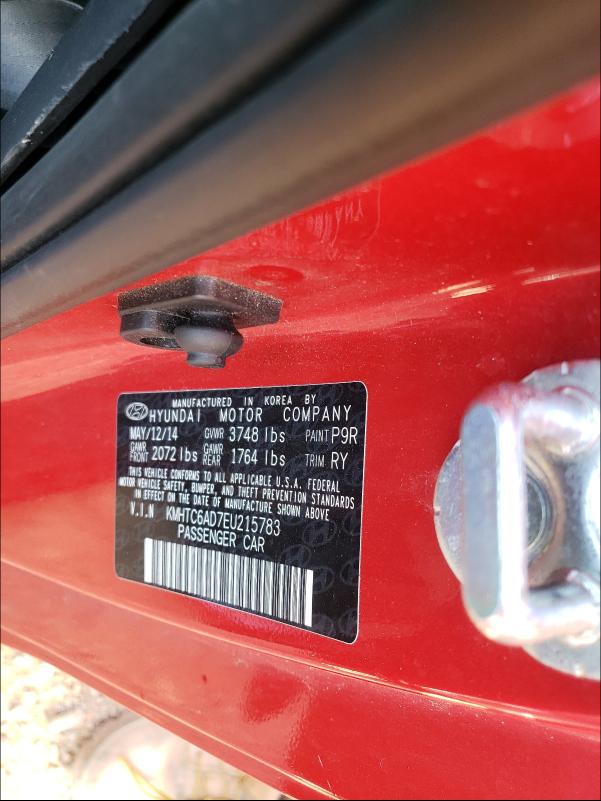 MANUFACTURED IN KOREA BY
HYUNDAI MOTOR COMPANY
MAY/12/14 GVWR 3748 lbs PAINT P9R
GAWR FRONT 2072 lbs GAWR REAR 1764 lbs TRIM RY
THIS VEHICLE CONFORMS TO ALL APPLICABLE U.S.A. FEDERAL
MOTOR VEHICLE SAFETY, BUMPER, AND THEFT PREVENTION STANDARDS
IN EFFECT ON THE DATE OF MANUFACTURE SHOWN ABOVE
V.I.N KMHTC6AD7EU215783
PASSENGER CAR